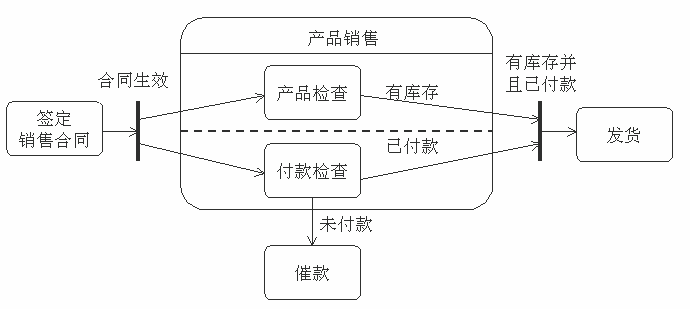 产品销售
合同生效
签定
销售合同
产品检查
有库存
有库存并
且已付款
发货
付款检查
已付款
未付款
催款